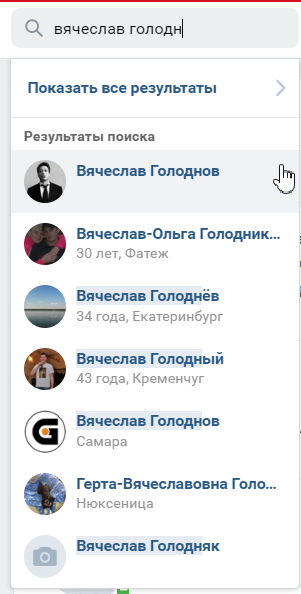 вячеслав голодн
Показать все результаты
Результаты поиска
Вячеслав Голоднов
Вячеслав-Ольга Голодник...
30 лет, Фатеж
Вячеслав Голоднёв
34 года, Екатеринбург
Вячеслав Голодный
43 года, Кременчуг
Вячеслав Голоднов
Самара
Герта-Вячеславовна Голо...
Нюксеница
Вячеслав Голодняк